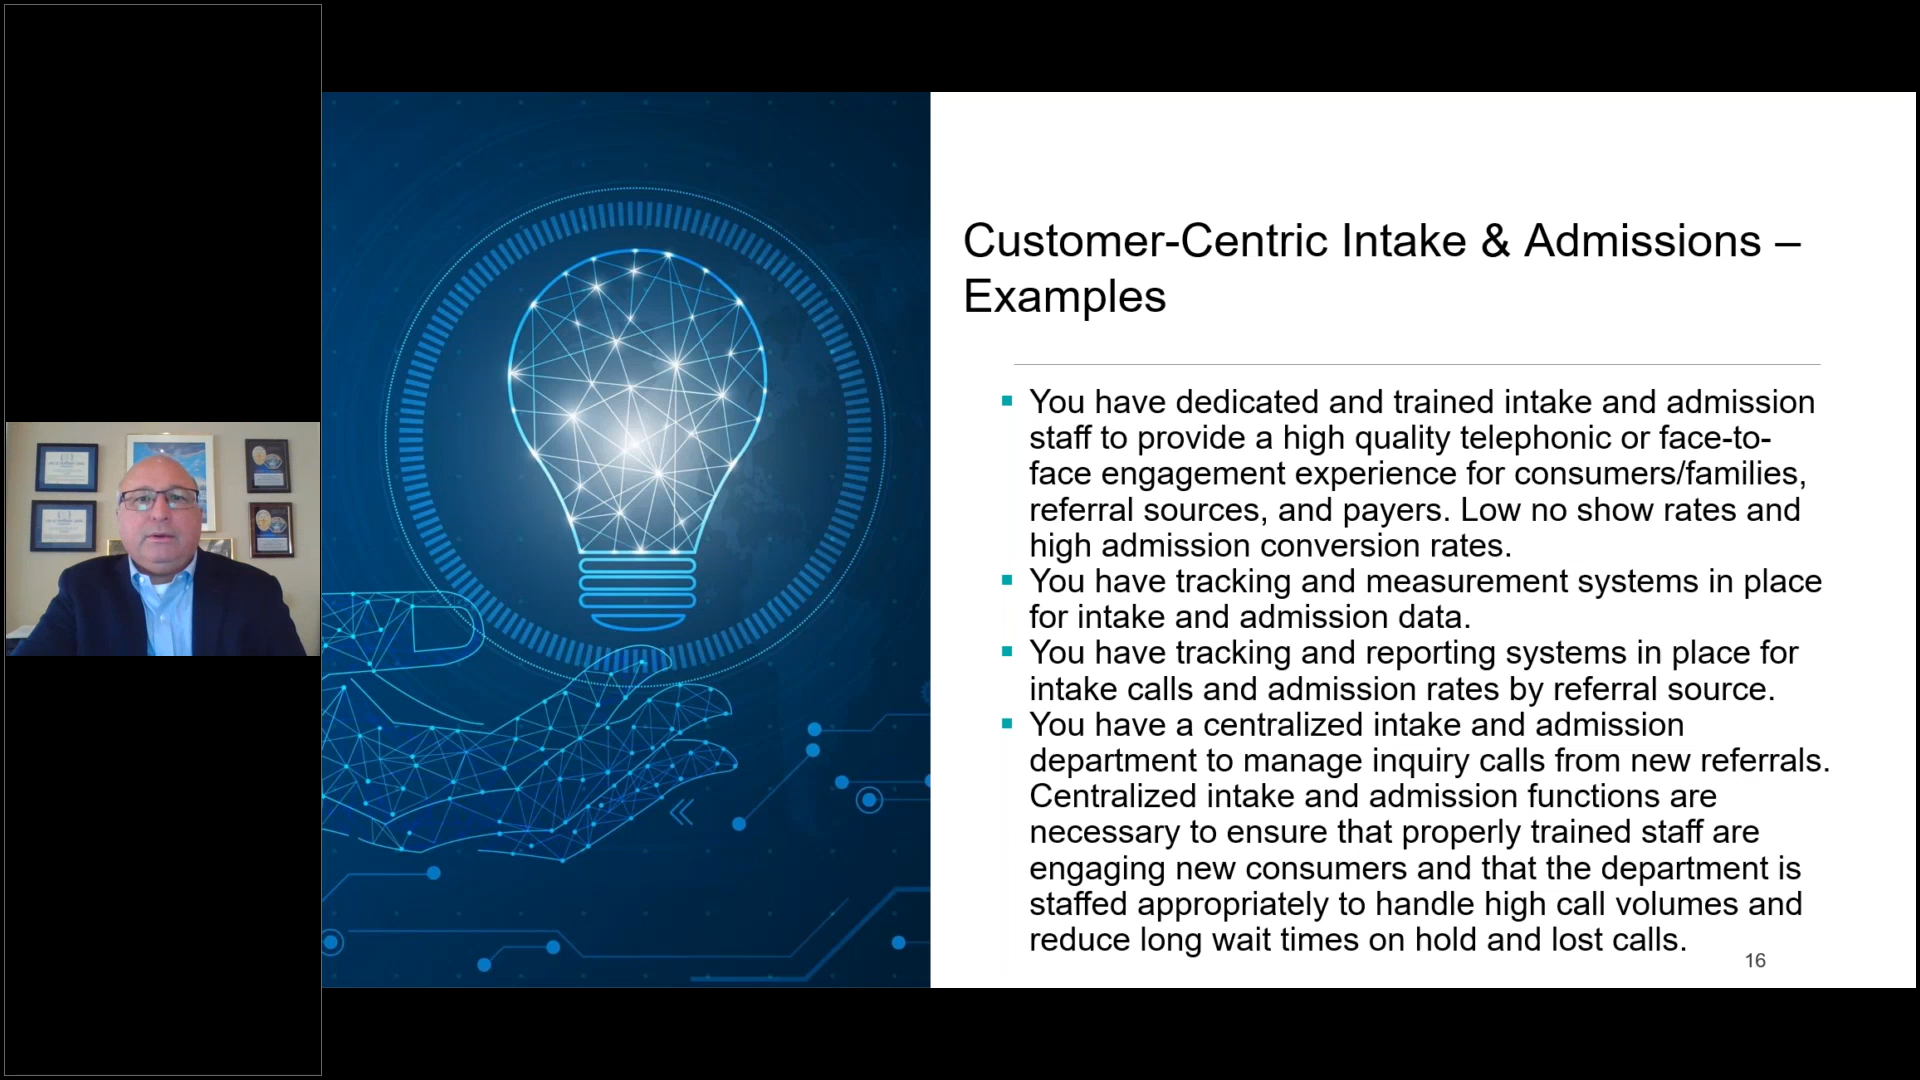 Customer-Centric Intake & Admissions –
Examples
You have dedicated and trained intake and admission
staff to provide a high quality telephonic or face-to-
face engagement experience for consumers/families,
referral sources, and payers. Low no show rates and
high admission conversion rates.
You have tracking and measurement systems in place
for intake and admission data.
You have tracking and reporting systems in place for
intake calls and admission rates by referral source.
You have a centralized intake and admission
department to manage inquiry calls from new referrals.
Centralized intake and admission functions are
necessary to ensure that properly trained staff are
engaging new consumers and that the department is
staffed appropriately to handle high call volumes and
reduce long wait times on hold and lost calls.
16